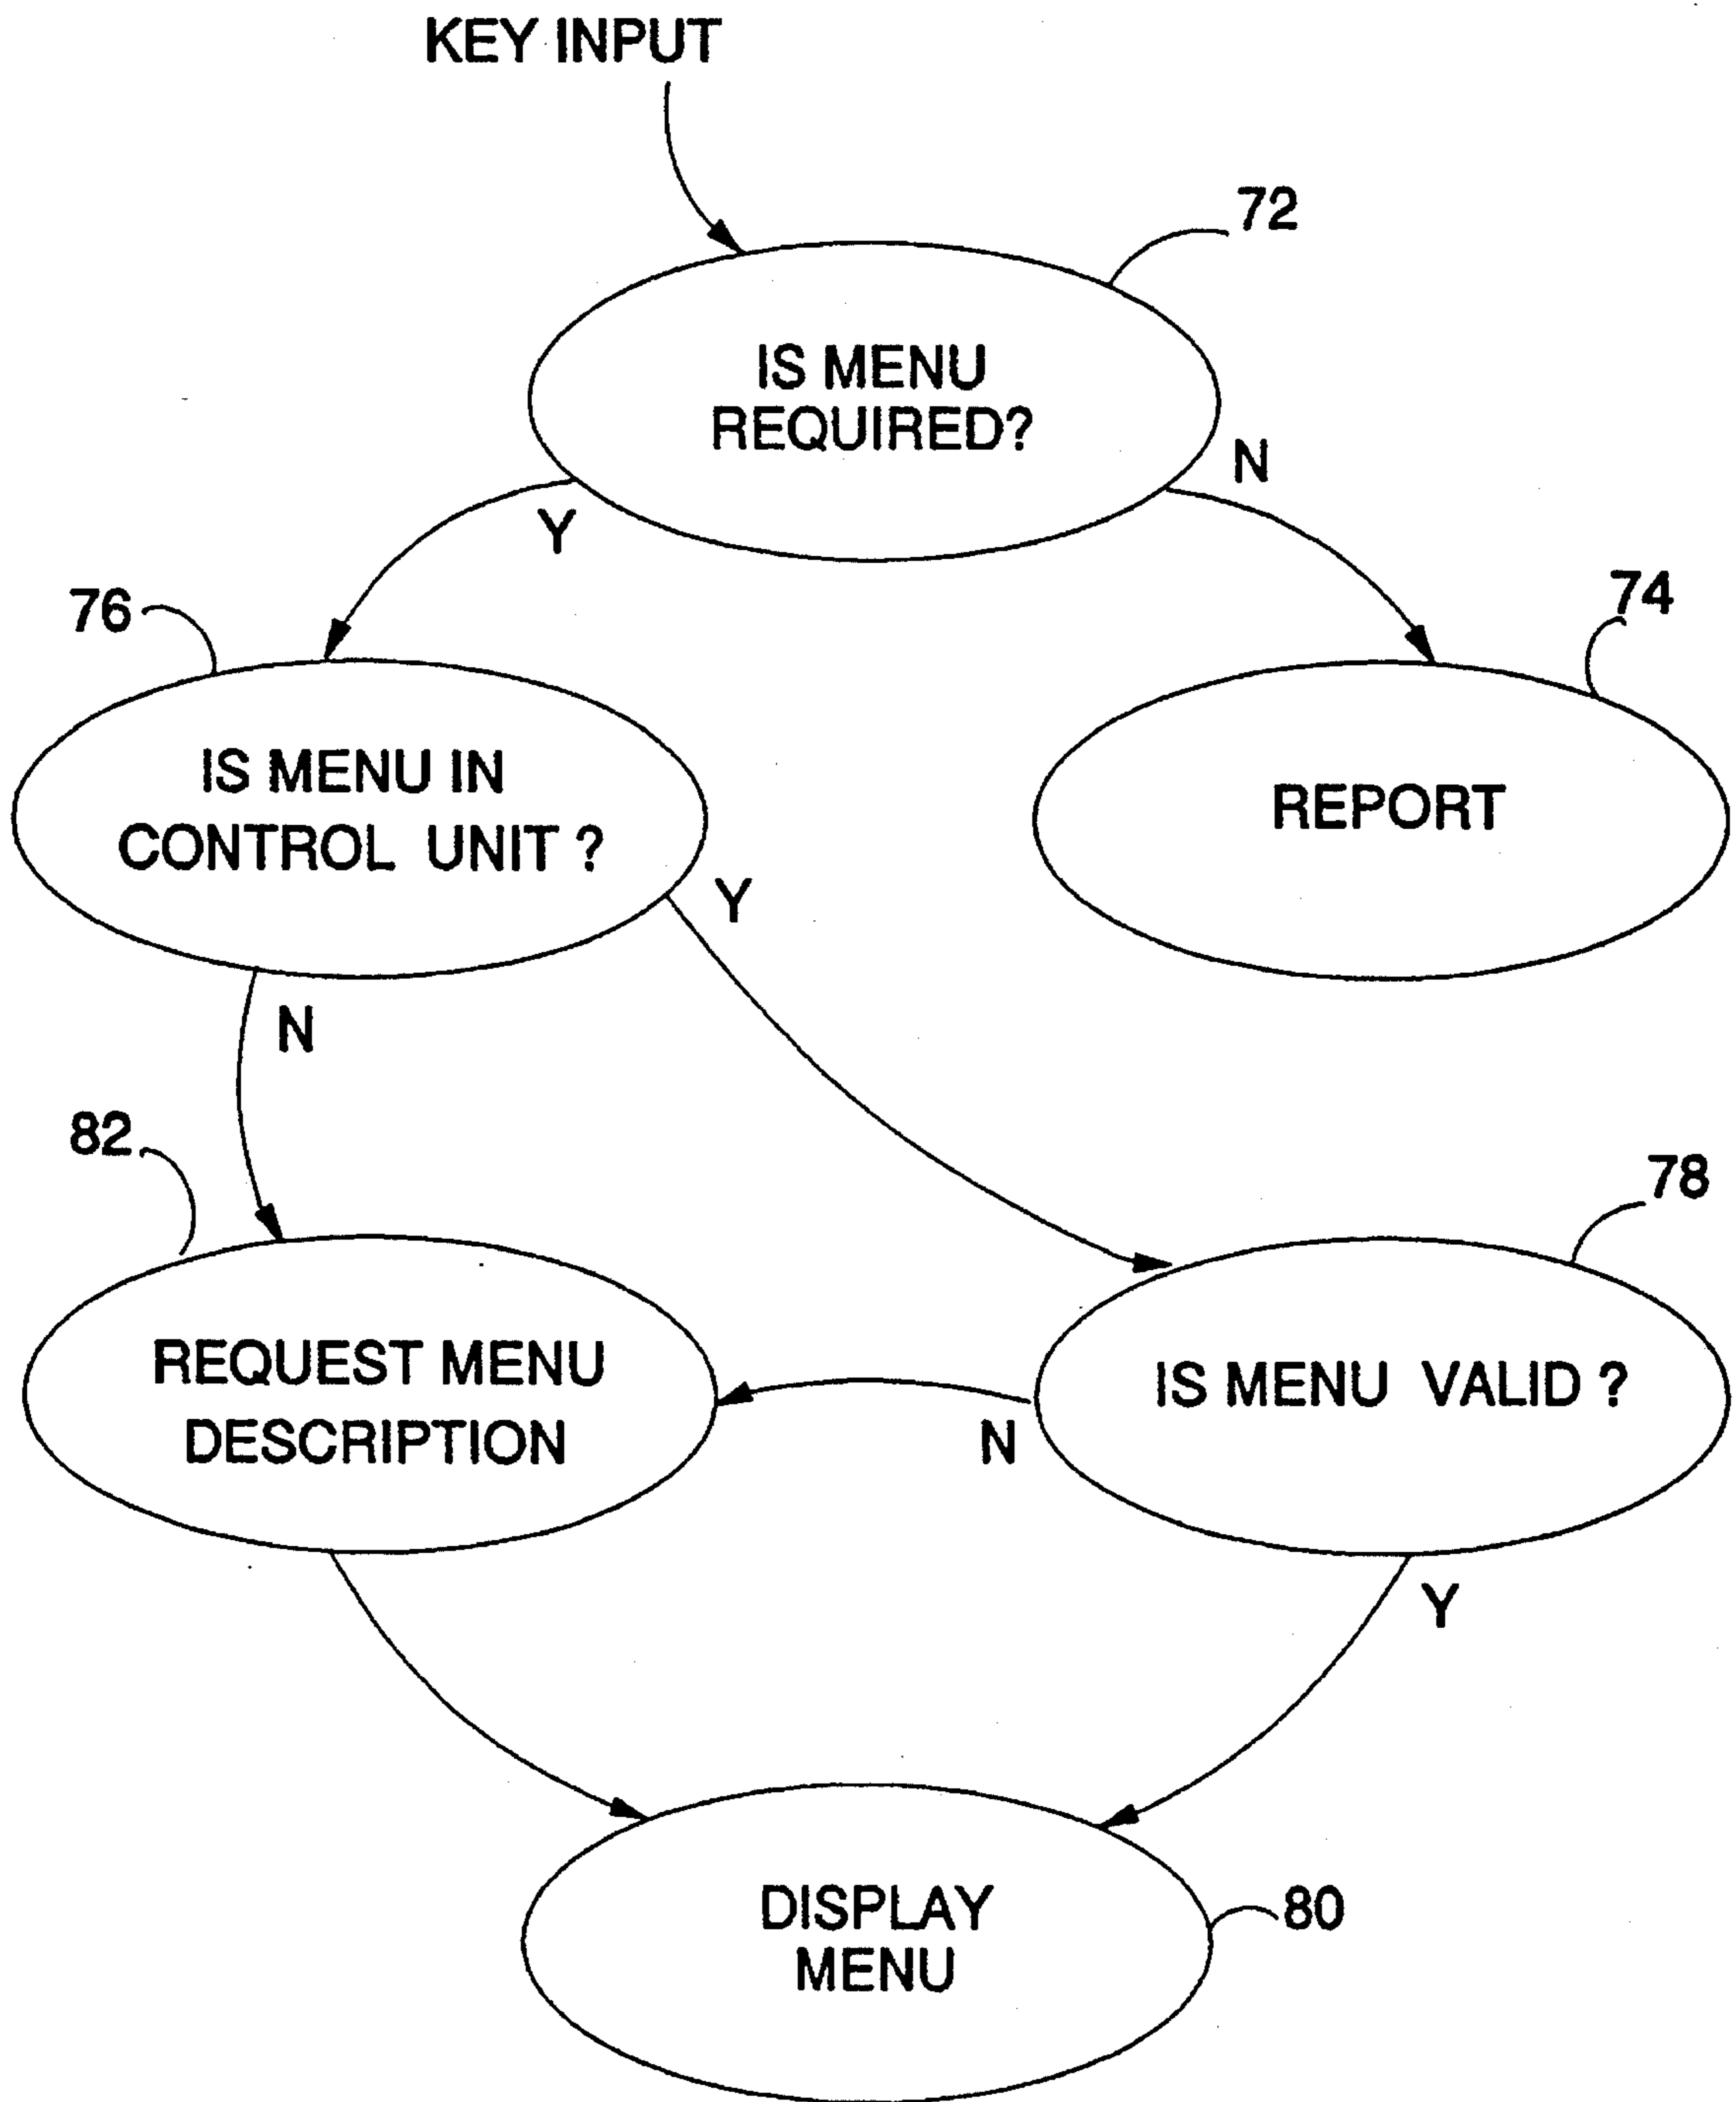 KEY INPUT
72
IS MENU
REQUIRED?
N
Y
76
74
IS MENU IN
CONTROL UNIT ?
REPORT
Y
N
82
78
REQUEST MENU
DESCRIPTION
IS MENU VALID ?
N
Y
DISPLAY
MENU
80